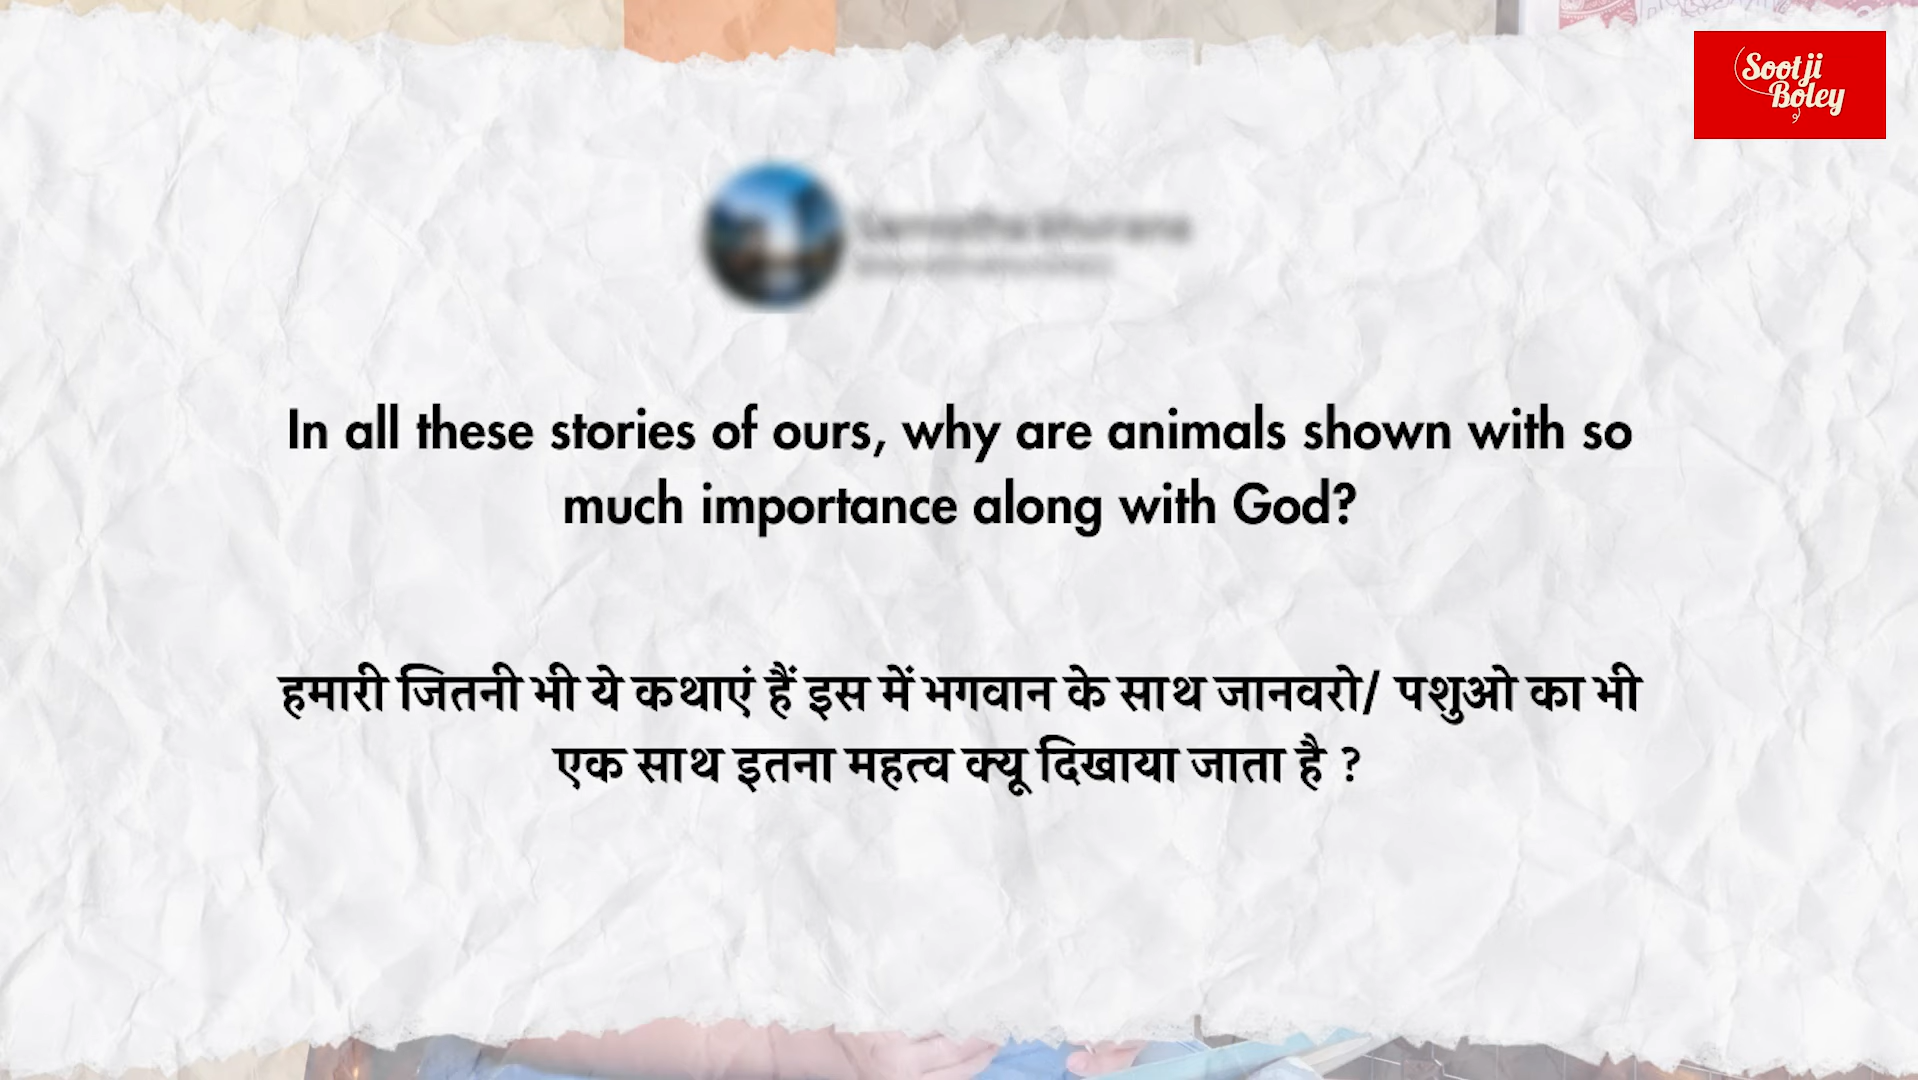 Sootji
Boley
In all these stories of ours, why are animals shown with so
much importance along with God?
हमारी जितनी भी ये कथाएं हैं इस में भगवान के साथ जानवरो/ पशुओ का भी
एक साथ इतना महत्व क्यू दिखाया जाता है ?